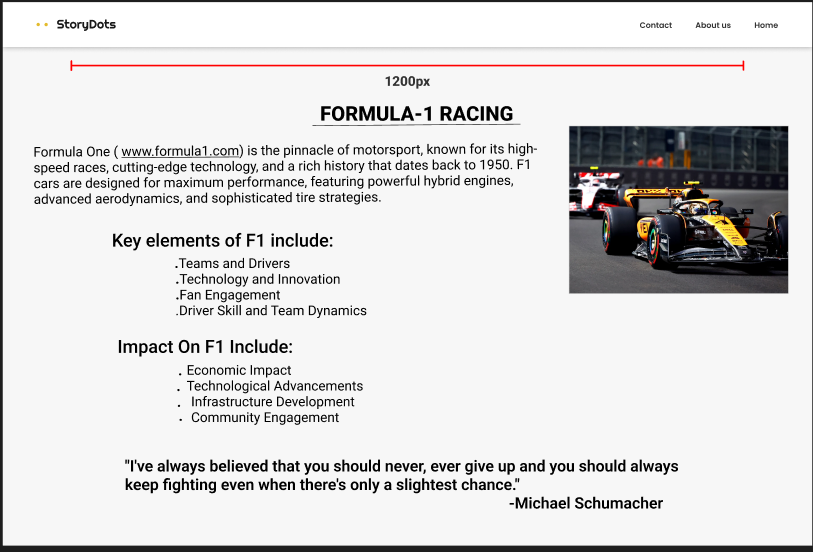 StoryDots
Contact About us Home
1200px
FORMULA-1 RACING
Formula One ( www.formula1.com) is the pinnacle of motorsport, known for its high-
speed races, cutting-edge technology, and a rich history that dates back to 1950. F1
cars are designed for maximum performance, featuring powerful hybrid engines,
advanced aerodynamics, and sophisticated tire strategies.
Key elements of F1 include:
.Teams and Drivers
.Technology and Innovation
.Fan Engagement
.Driver Skill and Team Dynamics
Impact On F1 Include:
. Economic Impact
. Technological Advancements
. Infrastructure Development
. Community Engagement
"I've always believed that you should never, ever give up and you should always
keep fighting even when there's only a slightest chance."
-Michael Schumacher